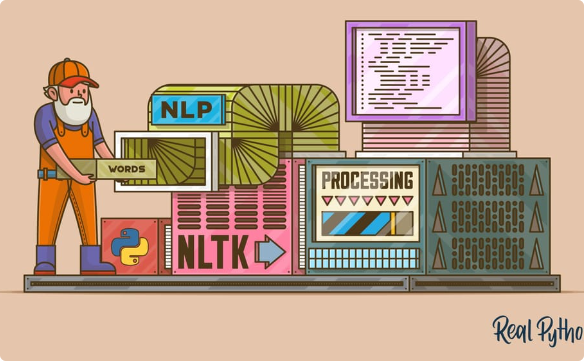 NLP
WORDS
PROCESSING
NLTK
Real Pytho